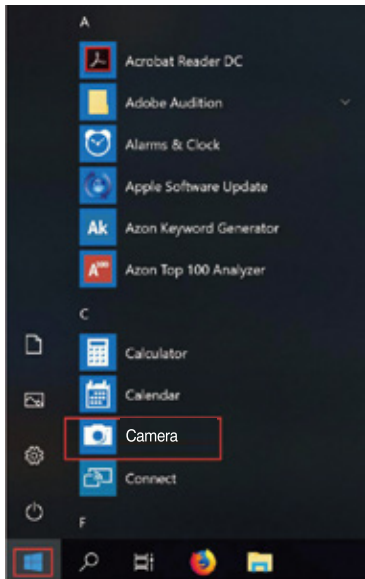 A
Acrobat Reader DC
Adobe Audition
Alarms & Clock
Apple Software Update
Ak Azon Keyword Generator
A Azon Top 100 Analyzer
C
Calculator
Calendar
Camera
Connect
F